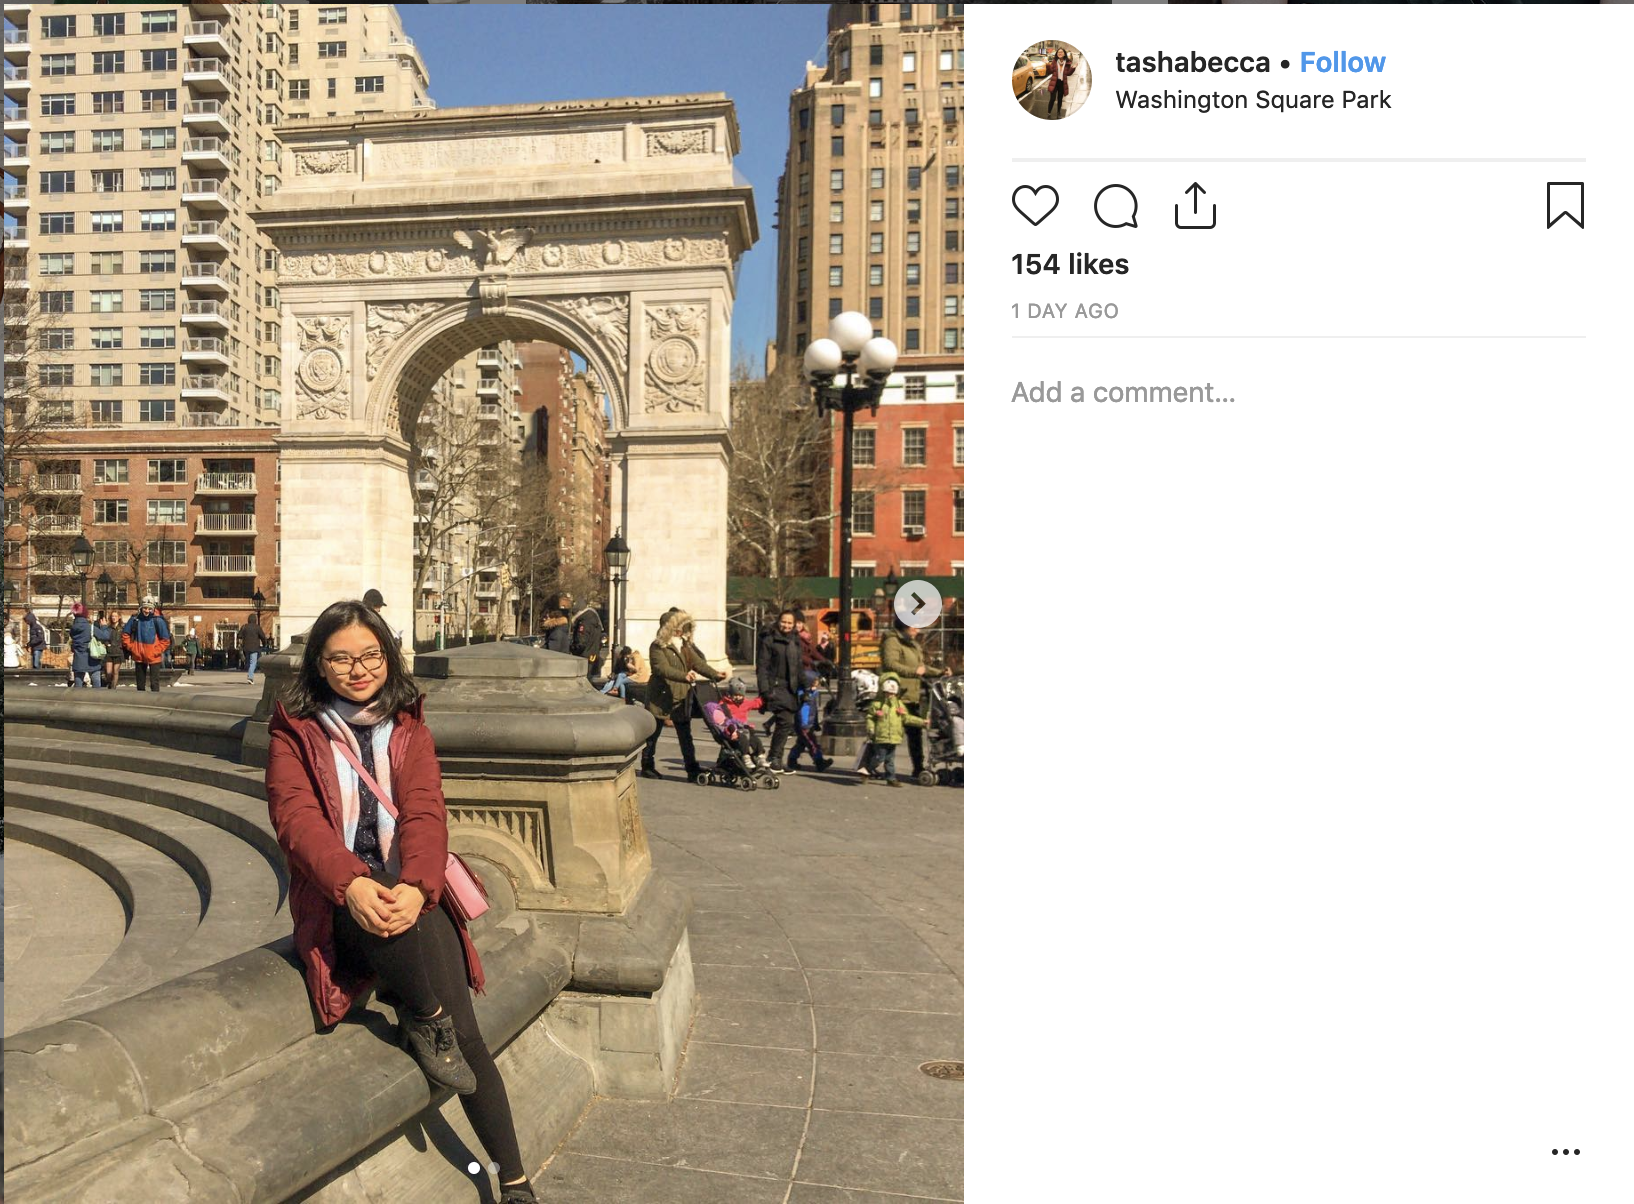 tashabecca • Follow
Washington Square Park
154 likes
1 DAY AGO
Add a comment...